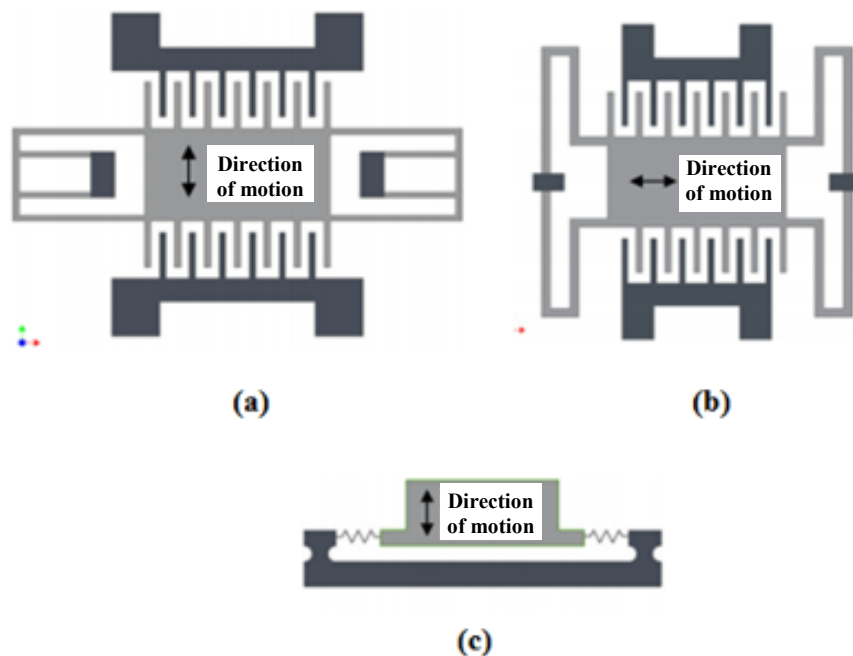 Direction
of motion
Direction
of motion
(a)
(b)
Direction
of motion
(c)